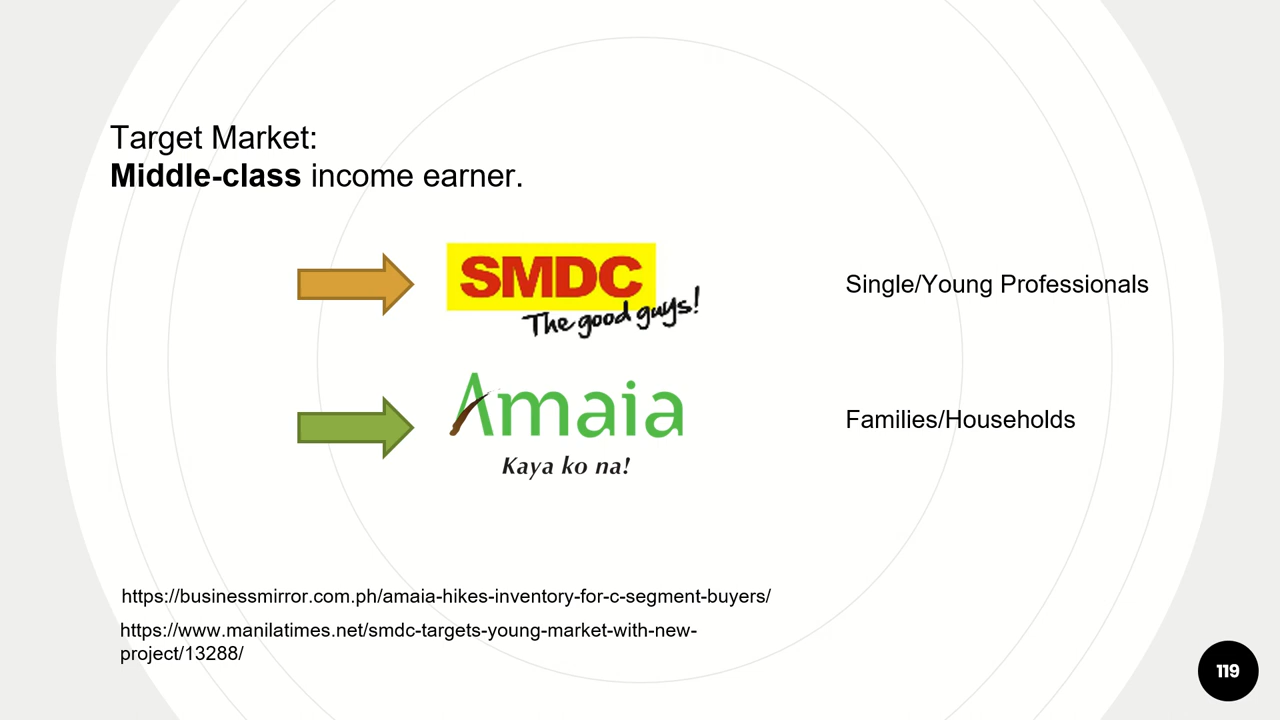 Target Market:
Middle-class income earner.
SMDC
The good guys!
Single/Young Professionals
Amaia
Kaya ko na!
Families/Households
https://businessmirror.com.ph/amaia-hikes-inventory-for-c-segment-buyers/
https://www.manilatimes.net/smdc-targets-young-market-with-new-
project/13288/
119